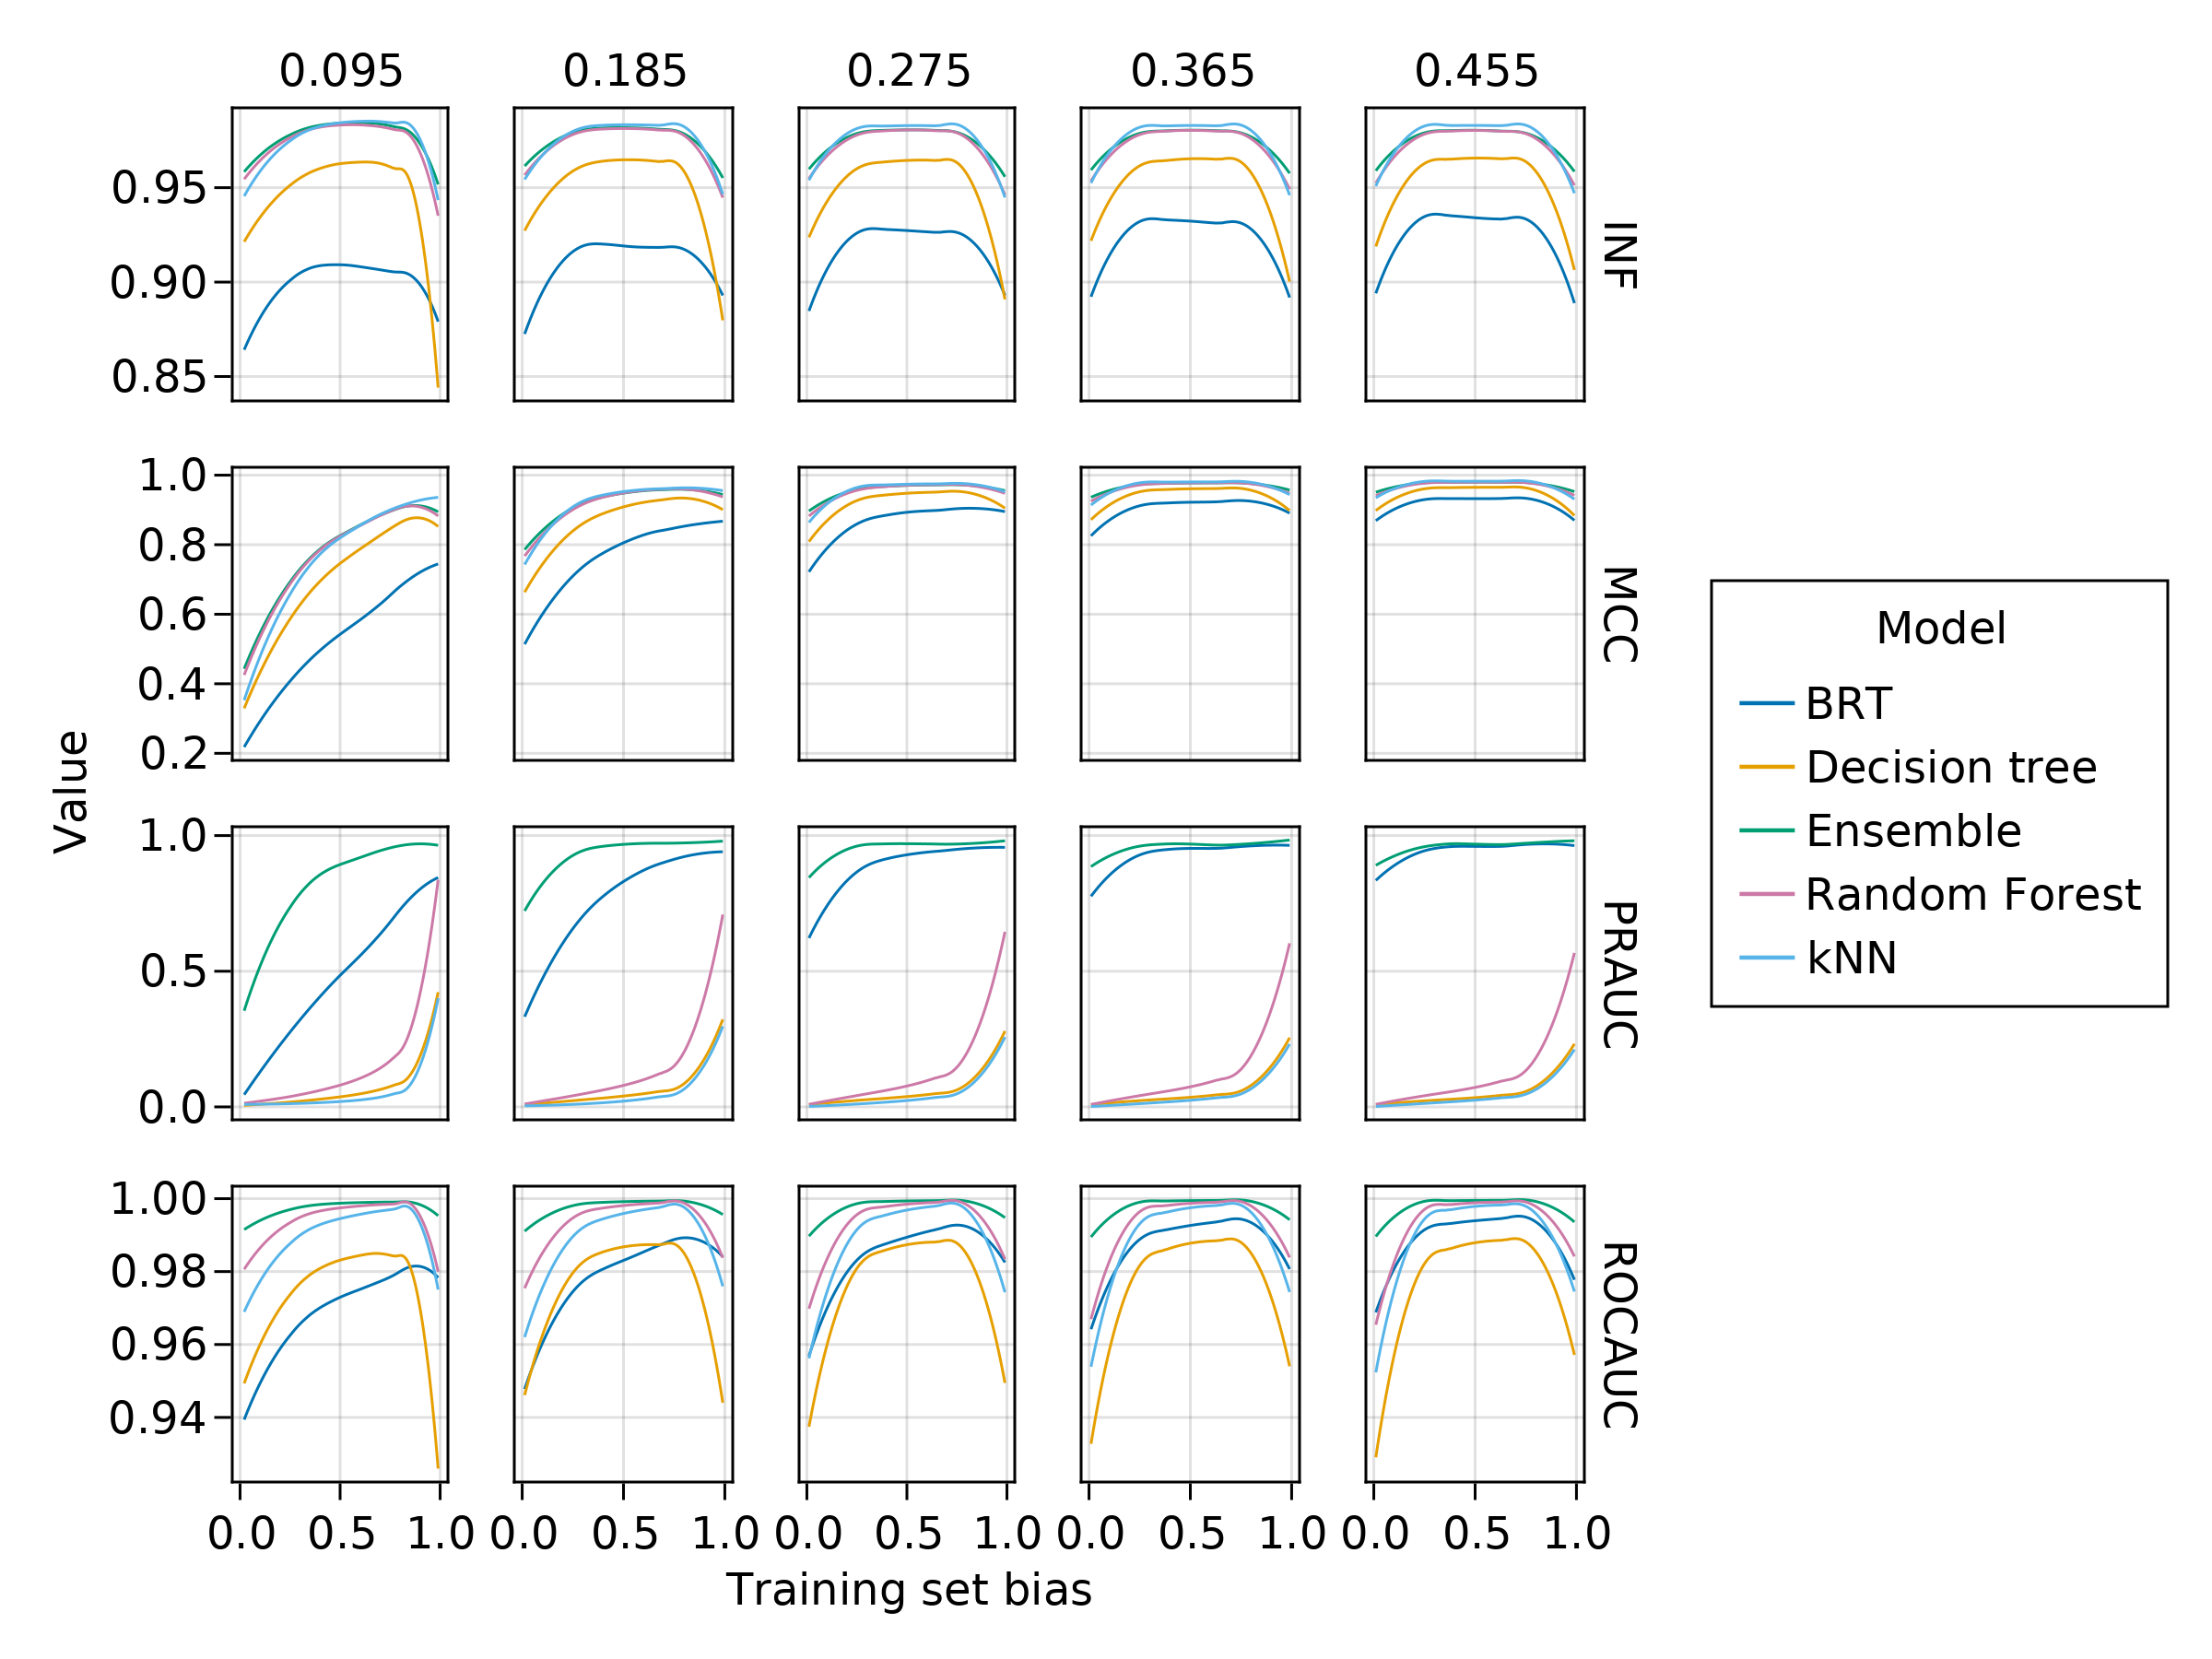 0.095 0.185 0.275 0.365 0.455
0.95
0.90
0.85
INF
1.0
0.8
0.6
0.4
0.2
MCC
Value
1.0
0.5
0.0
PRAUC
1.00
0.98
0.96
0.94
ROCAUC
0.0 0.5 1.0 0.0 0.5 1.0 0.0 0.5 1.0 0.0 0.5 1.0 0.0 0.5 1.0
Training set bias
Model
BRT
Decision tree
Ensemble
Random Forest
kNN